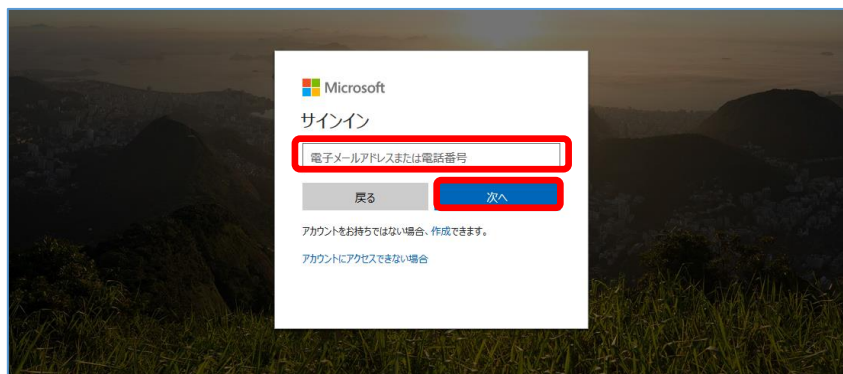 Microsoft
サインイン
電子メールアドレスまたは電話番号
戻る 次へ
アカウントをお持ちではない場合、作成できます。
アカウントにアクセスできない場合